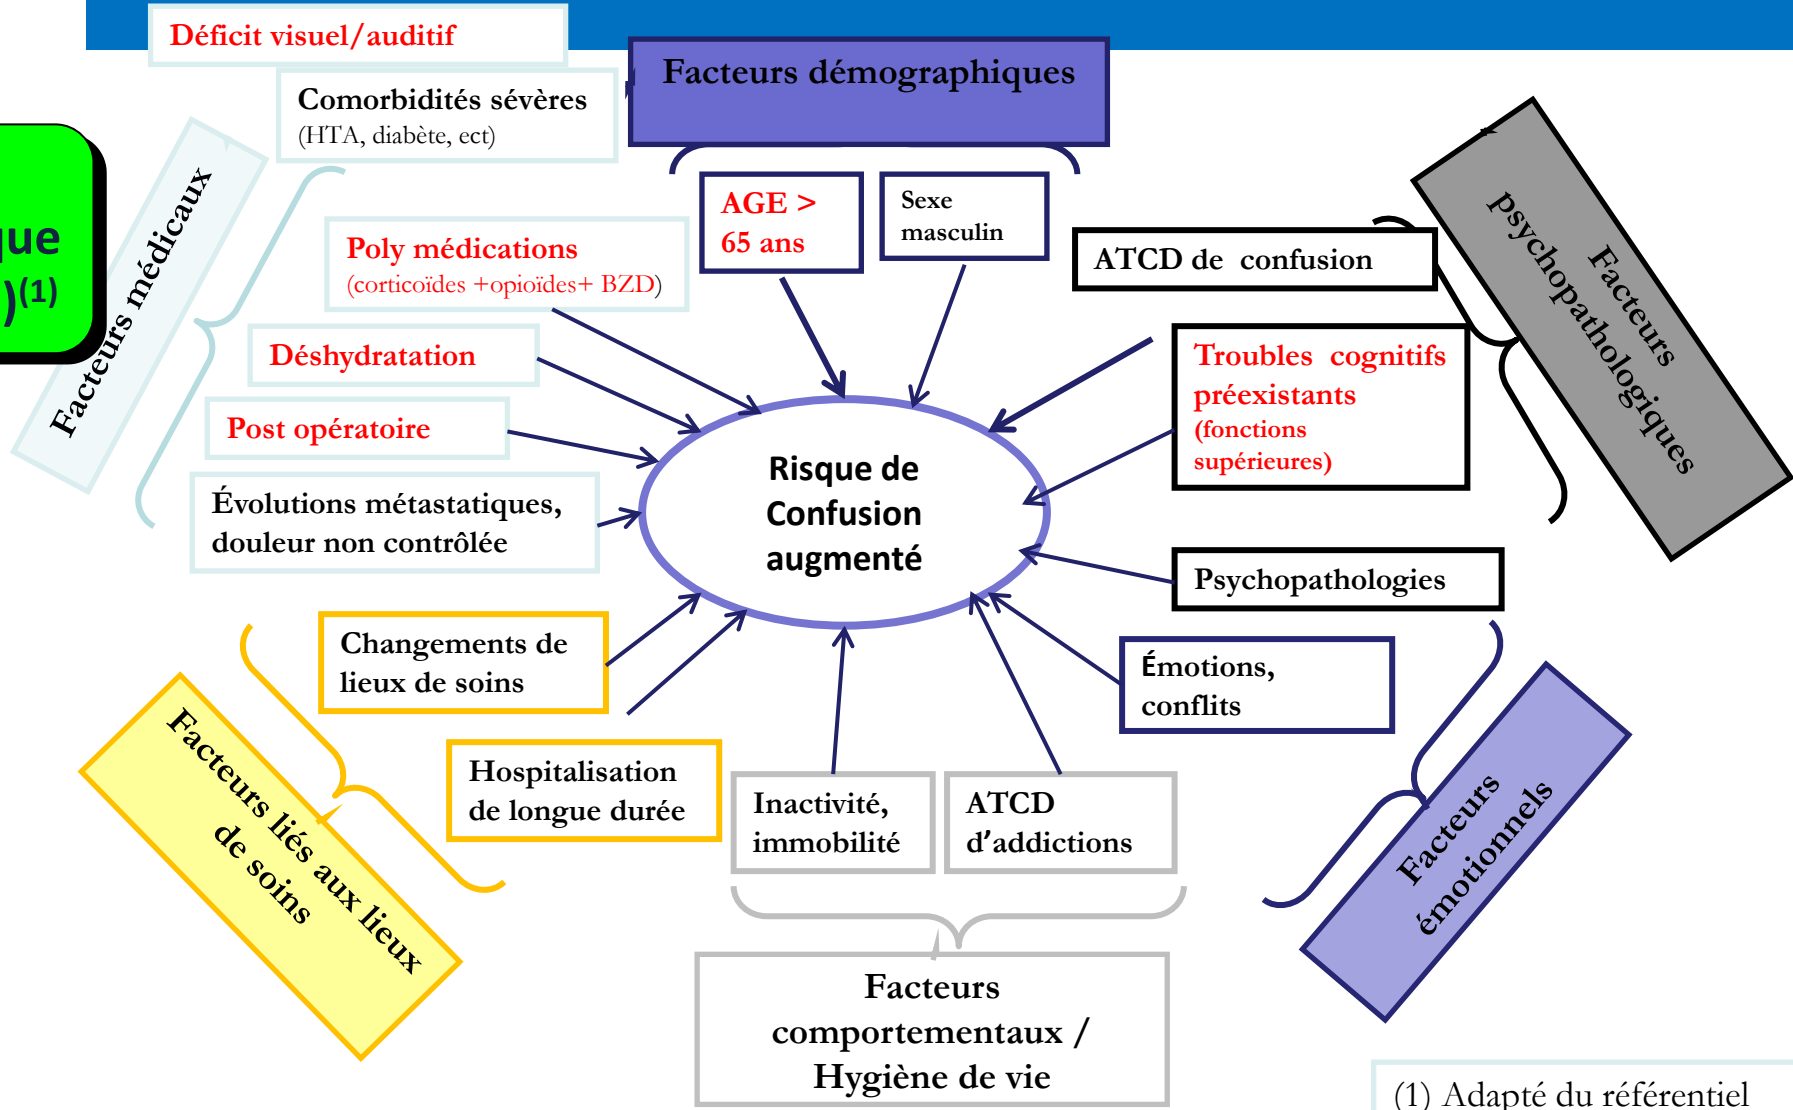 Déficit visuel/auditif
Comorbidités sévères
(HTA, diabète, ect)
Facteurs démographiques
)(1)
Facteurs médicaux
Poly médications
(corticoïdes +opioïdes+ BZD)
AGE >
65 ans
Sexe
masculin
ATCD de confusion
Facteurs
psychopathologiques
Déshydratation
Troubles cognitifs
préexistants
(fonctions
supérieures)
Post opératoire
Évolutions métastatiques,
douleur non contrôlée
Risque de
Confusion
augmenté
Psychopathologies
Changements de
lieux de soins
Émotions,
conflits
Facteurs liés aux lieux
de soins
Hospitalisation
de longue durée
Inactivité,
immobilité
ATCD
d’addictions
Facteurs
émotionnels
Facteurs
comportementaux /
Hygiène de vie
(1) Adapté du référentiel